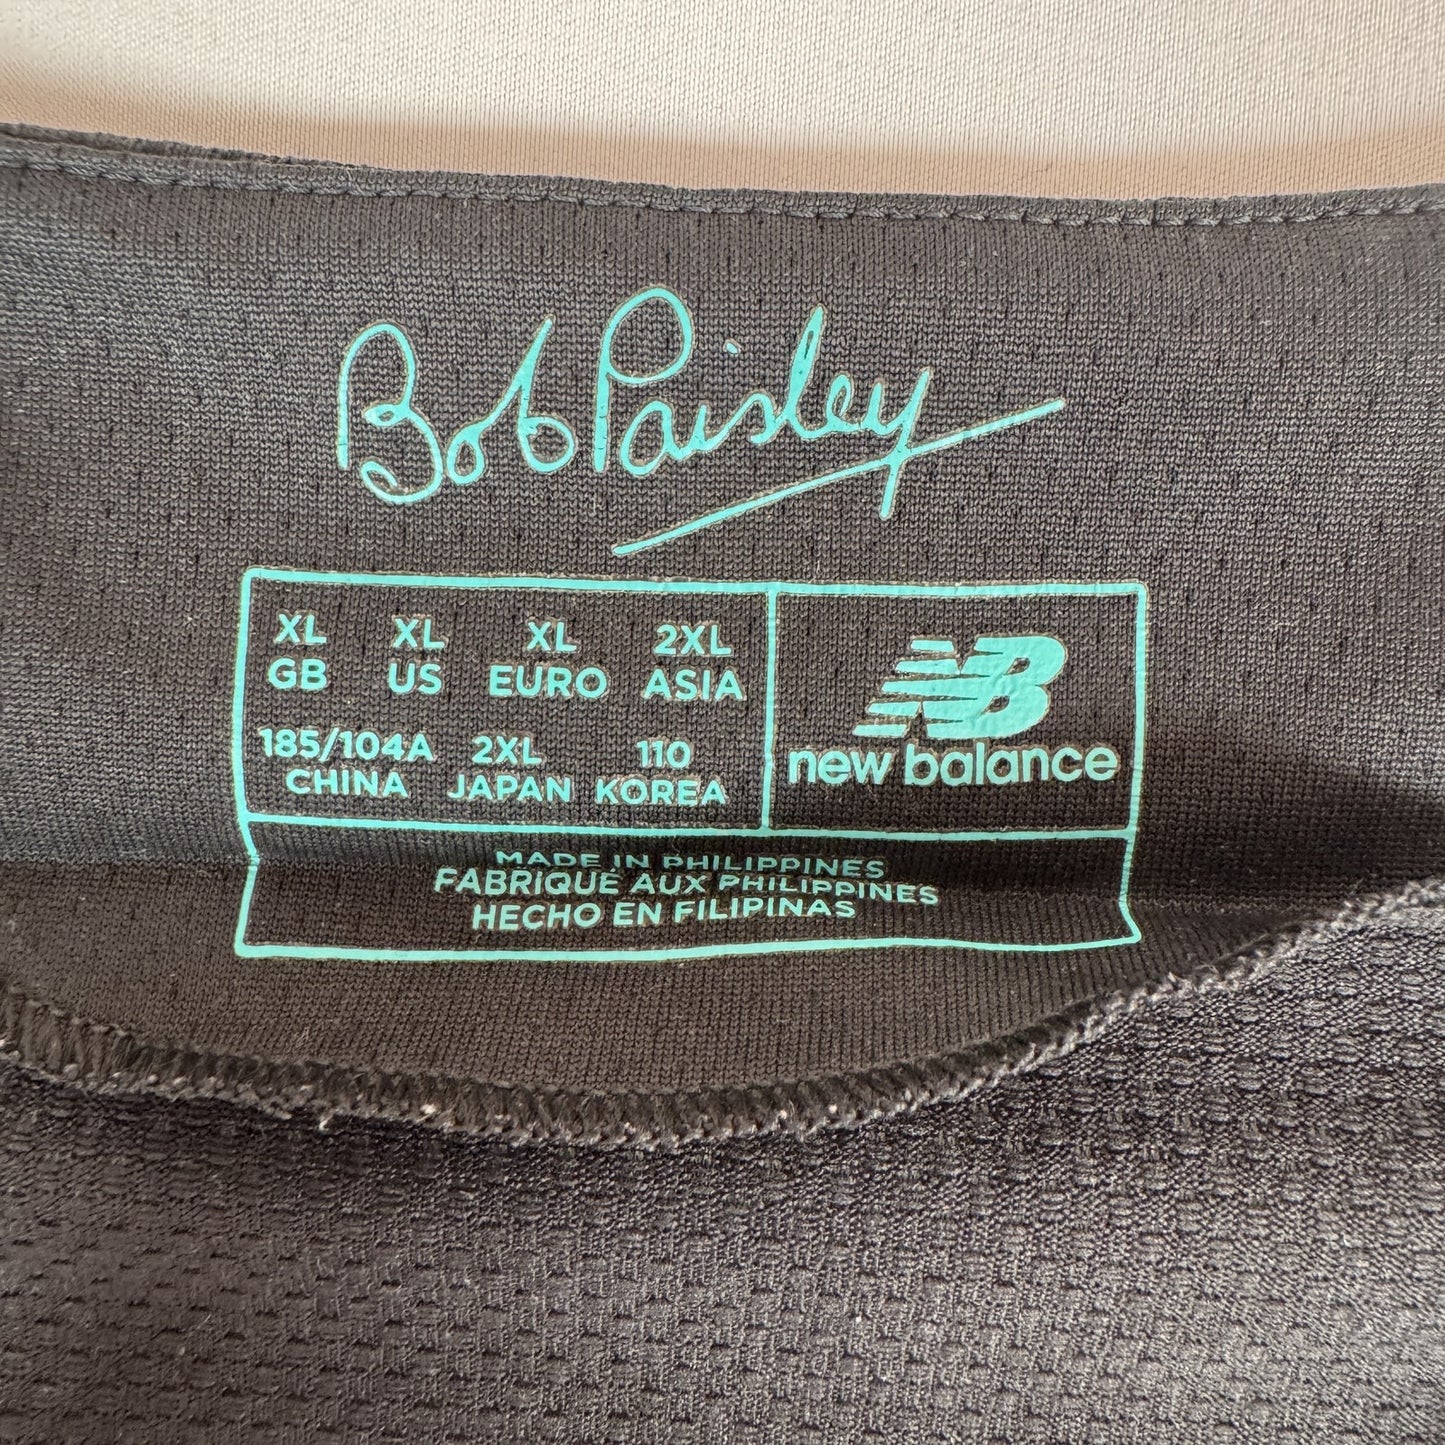 Bob Paisley
XL XL XL 2XL
GB US EURO ASIA
185/104A 2XL 110
CHINA JAPAN KOREA
NB
new balance
MADE IN PHILIPPINES
FABRIQUÉ AUX PHILIPPINES
HECHO EN FILIPINAS